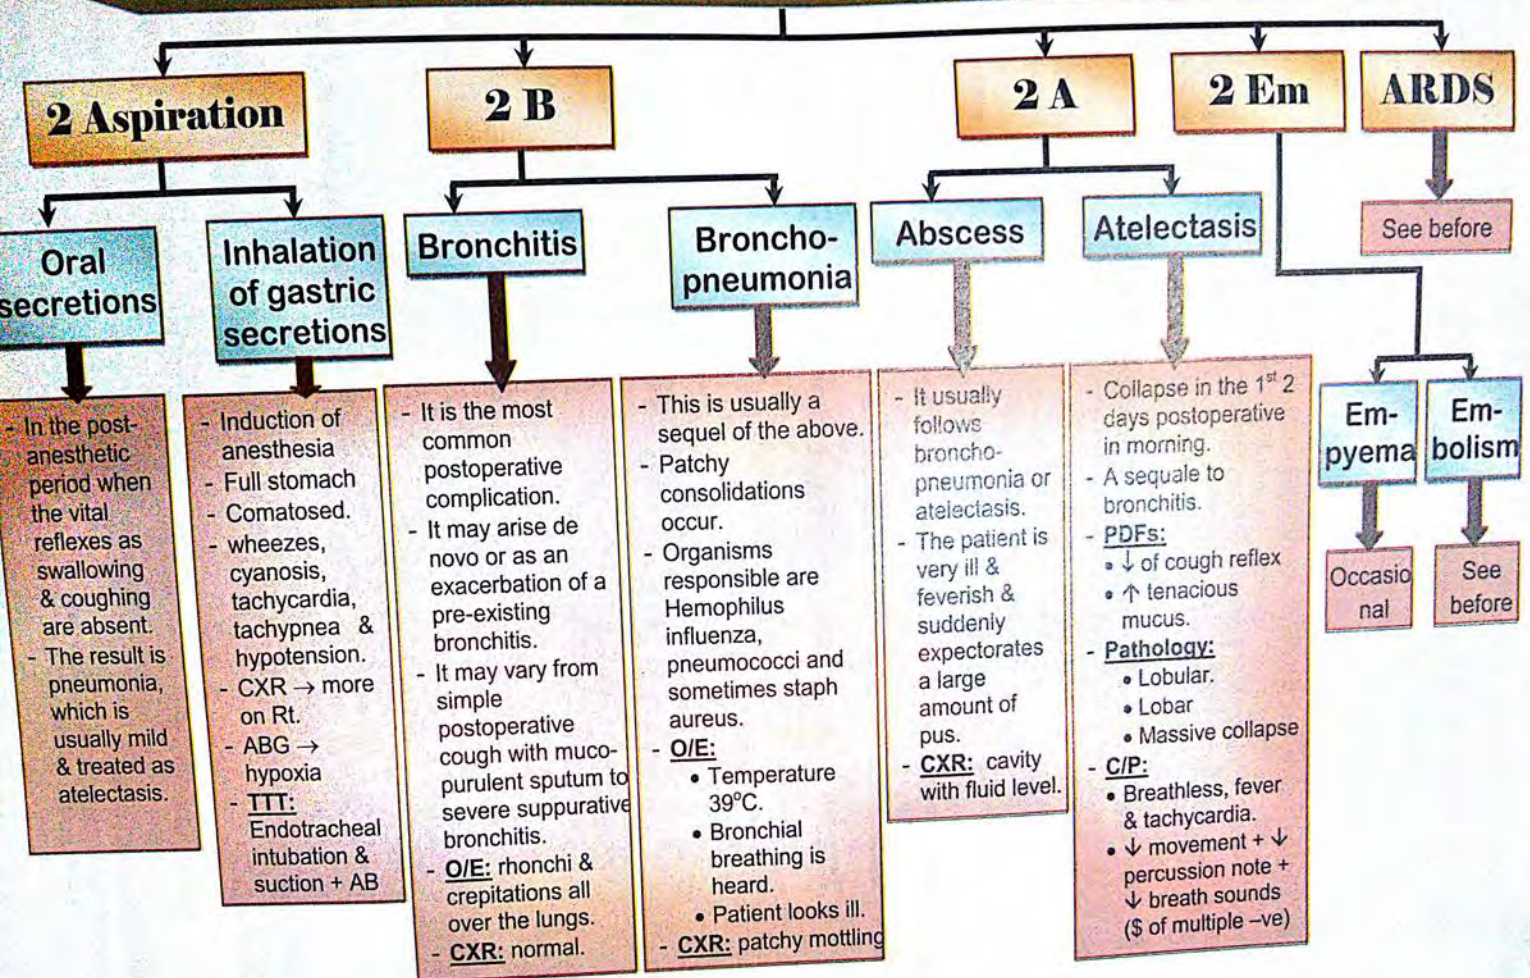 2 Aspiration
2 B
2 A
2 Em
ARDS
Oral
secretions
Inhalation
of gastric
secretions
Bronchitis
Broncho-
pneumonia
Abscess
Atelectasis
See before
- In the post-
anesthetic
period when
the vital
reflexes as
swallowing
& coughing
are absent.
- The result is
pneumonia,
which is
usually mild
& treated as
atelectasis.
- Induction of
anesthesia
- Full stomach
- Comatosed.
- wheezes,
cyanosis,
tachycardia,
tachypnea &
hypotension.
- CXR → more
on Rt.
- ABG →
hypoxia
- TTT:
Endotracheal
intubation &
suction + AB
- It is the most
common
postoperative
complication.
- It may arise de
novo or as an
exacerbation of a
pre-existing
bronchitis.
- It may vary from
simple
postoperative
cough with muco-
purulent sputum to
severe suppurative
bronchitis.
- O/E: rhonchi &
crepitations all
over the lungs.
- CXR: normal.
- This is usually a
sequel of the above.
- Patchy
consolidations
occur.
- Organisms
responsible are
Hemophilus
influenza,
pneumococci and
sometimes staph
aureus.
- O/E:
• Temperature
39°C.
• Bronchial
breathing is
heard.
• Patient looks ill.
- CXR: patchy mottling
- It usually
follows
broncho-
pneumonia or
atelectasis.
- The patient is
very ill &
feverish &
suddenly
expectorates
a large
amount of
pus.
- CXR: cavity
with fluid level.
- Collapse in the 1st 2
days postoperative
in morning.
- A sequale to
bronchitis.
- PDFs:
• ↓ of cough reflex
• ↑ tenacious
mucus.
- Pathology:
• Lobular.
• Lobar
• Massive collapse
- C/P:
• Breathless, fever
& tachycardia.
• ↓ movement + ↓
percussion note +
↓ breath sounds
($ of multiple –ve)
Em-
pyema
Em-
bolism
Occasio
nal
See
before